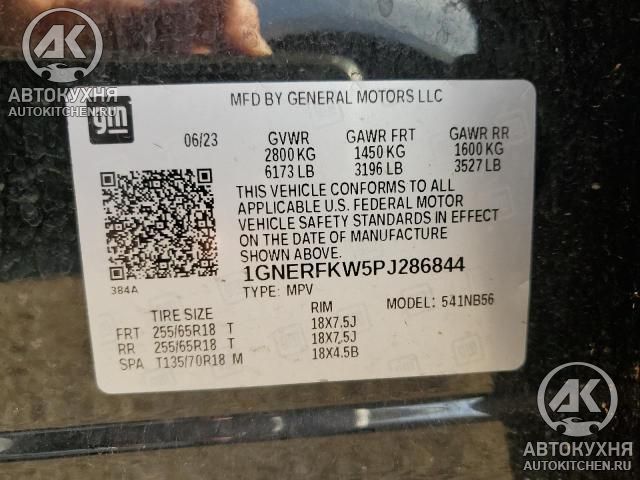 АК
АВТОКУХНЯ
AUTOKITCHEN.RU
gm
MFD BY GENERAL MOTORS LLC
06/23
GVWR GAWR FRT GAWR RR
2800 KG 1450 KG 1600 KG
6173 LB 3196 LB 3527 LB
THIS VEHICLE CONFORMS TO ALL
APPLICABLE U.S. FEDERAL MOTOR
VEHICLE SAFETY STANDARDS IN EFFECT
ON THE DATE OF MANUFACTURE
SHOWN ABOVE.
384A
1GNERFKW5PJ286844
TYPE: MPV MODEL: 541NB56
TIRE SIZE RIM
FRT 255/65R18 T 18X7.5J
RR 255/65R18 T 18X7.5J
SPA T135/70R18 M 18X4.5B
АК
АВТОКУХНЯ
AUTOKITCHEN.RU